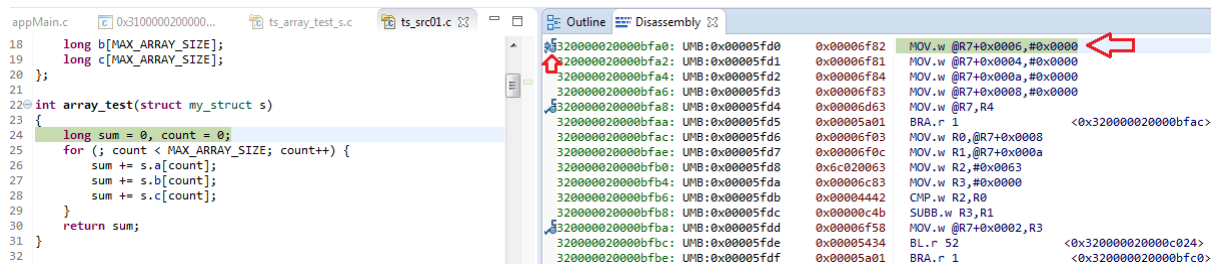 appMain.c 0x3100000200000... ts_array_test_s.c ts_src01.c
18 long b[MAX_ARRAY_SIZE];
19 long c[MAX_ARRAY_SIZE];
20 };
21
22 int array_test(struct my_struct s)
23 {
24 long sum = 0, count = 0;
25 for (; count < MAX_ARRAY_SIZE; count++) {
26 sum += s.a[count];
27 sum += s.b[count];
28 sum += s.c[count];
29 }
30 return sum;
31 }
32
Outline Disassembly
320000020000bfa0: UMB:0x00005fd0 0x00006f82 MOV.w @R7+0x0006,#0x0000
320000020000bfa2: UMB:0x00005fd1 0x00006f81 MOV.w @R7+0x0004,#0x0000
320000020000bfa4: UMB:0x00005fd2 0x00006f84 MOV.w @R7+0x000a,#0x0000
320000020000bfa6: UMB:0x00005fd3 0x00006f83 MOV.w @R7+0x0008,#0x0000
320000020000bfa8: UMB:0x00005fd4 0x00006d63 MOV.w @R7,R4
320000020000bfaa: UMB:0x00005fd5 0x00005a01 BRA.r 1 <0x320000020000bfac>
320000020000bfac: UMB:0x00005fd6 0x00006f03 MOV.w R0,@R7+0x0008
320000020000bfae: UMB:0x00005fd7 0x00006f0c MOV.w R1,@R7+0x000a
320000020000bfb0: UMB:0x00005fd8 0x6c020063 MOV.w R2,#0x0063
320000020000bfb4: UMB:0x00005fda 0x00006c83 MOV.w R3,#0x0000
320000020000bfb6: UMB:0x00005fdb 0x00004442 CMP.w R2,R0
320000020000bfb8: UMB:0x00005fdc 0x00000c4b SUBB.w R3,R1
320000020000bfba: UMB:0x00005fdd 0x00006f58 MOV.w @R7+0x0002,R3
320000020000bfbc: UMB:0x00005fde 0x00005434 BL.r 52 <0x320000020000c024>
320000020000bfbe: UMB:0x00005fdf 0x00005a01 BRA.r 1 <0x320000020000bfc0>